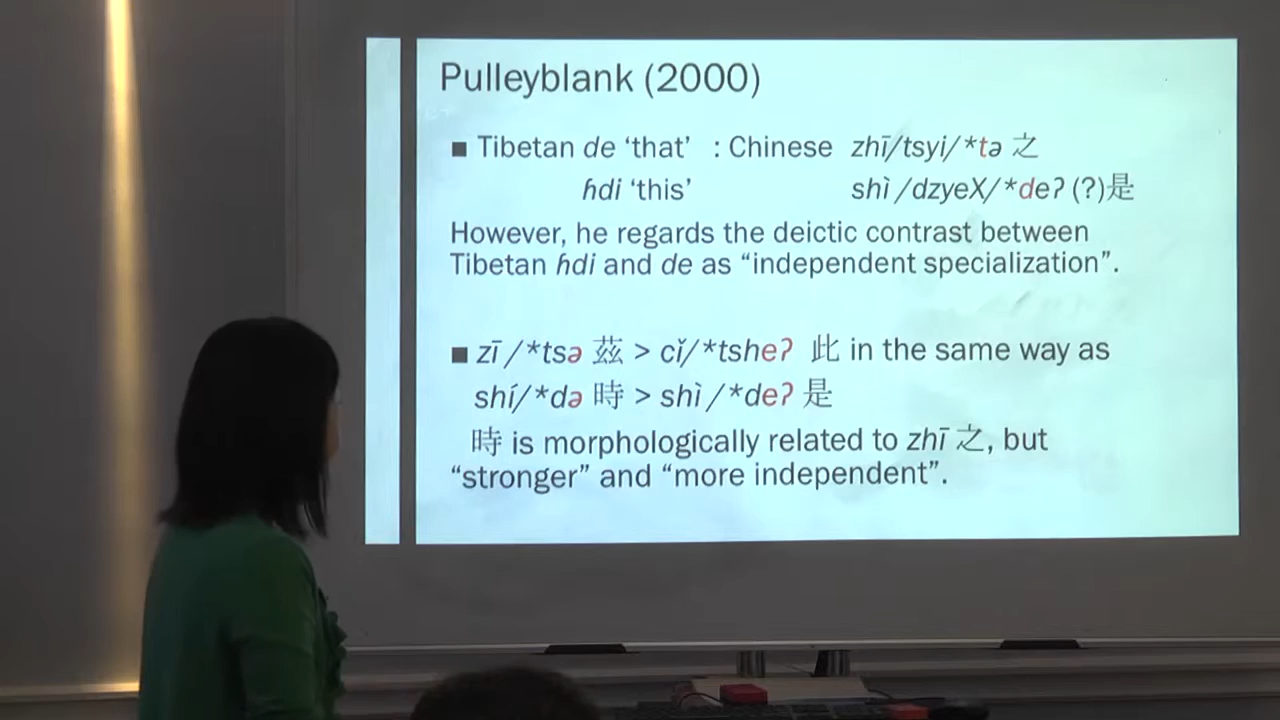 Pulleyblank (2000)
■ Tibetan de ‘that’ : Chinese zhī/tsyi/*tə 之
ɦdi ‘this’ shì /dzyeX/*deʔ (?)是
However, he regards the deictic contrast between
Tibetan ɦdi and de as “independent specialization”.
■ zī /*tsə 茲 > cǐ/*tsheʔ 此 in the same way as
shí/*də 時 > shì /*deʔ 是
時 is morphologically related to zhī 之, but
“stronger” and “more independent”.